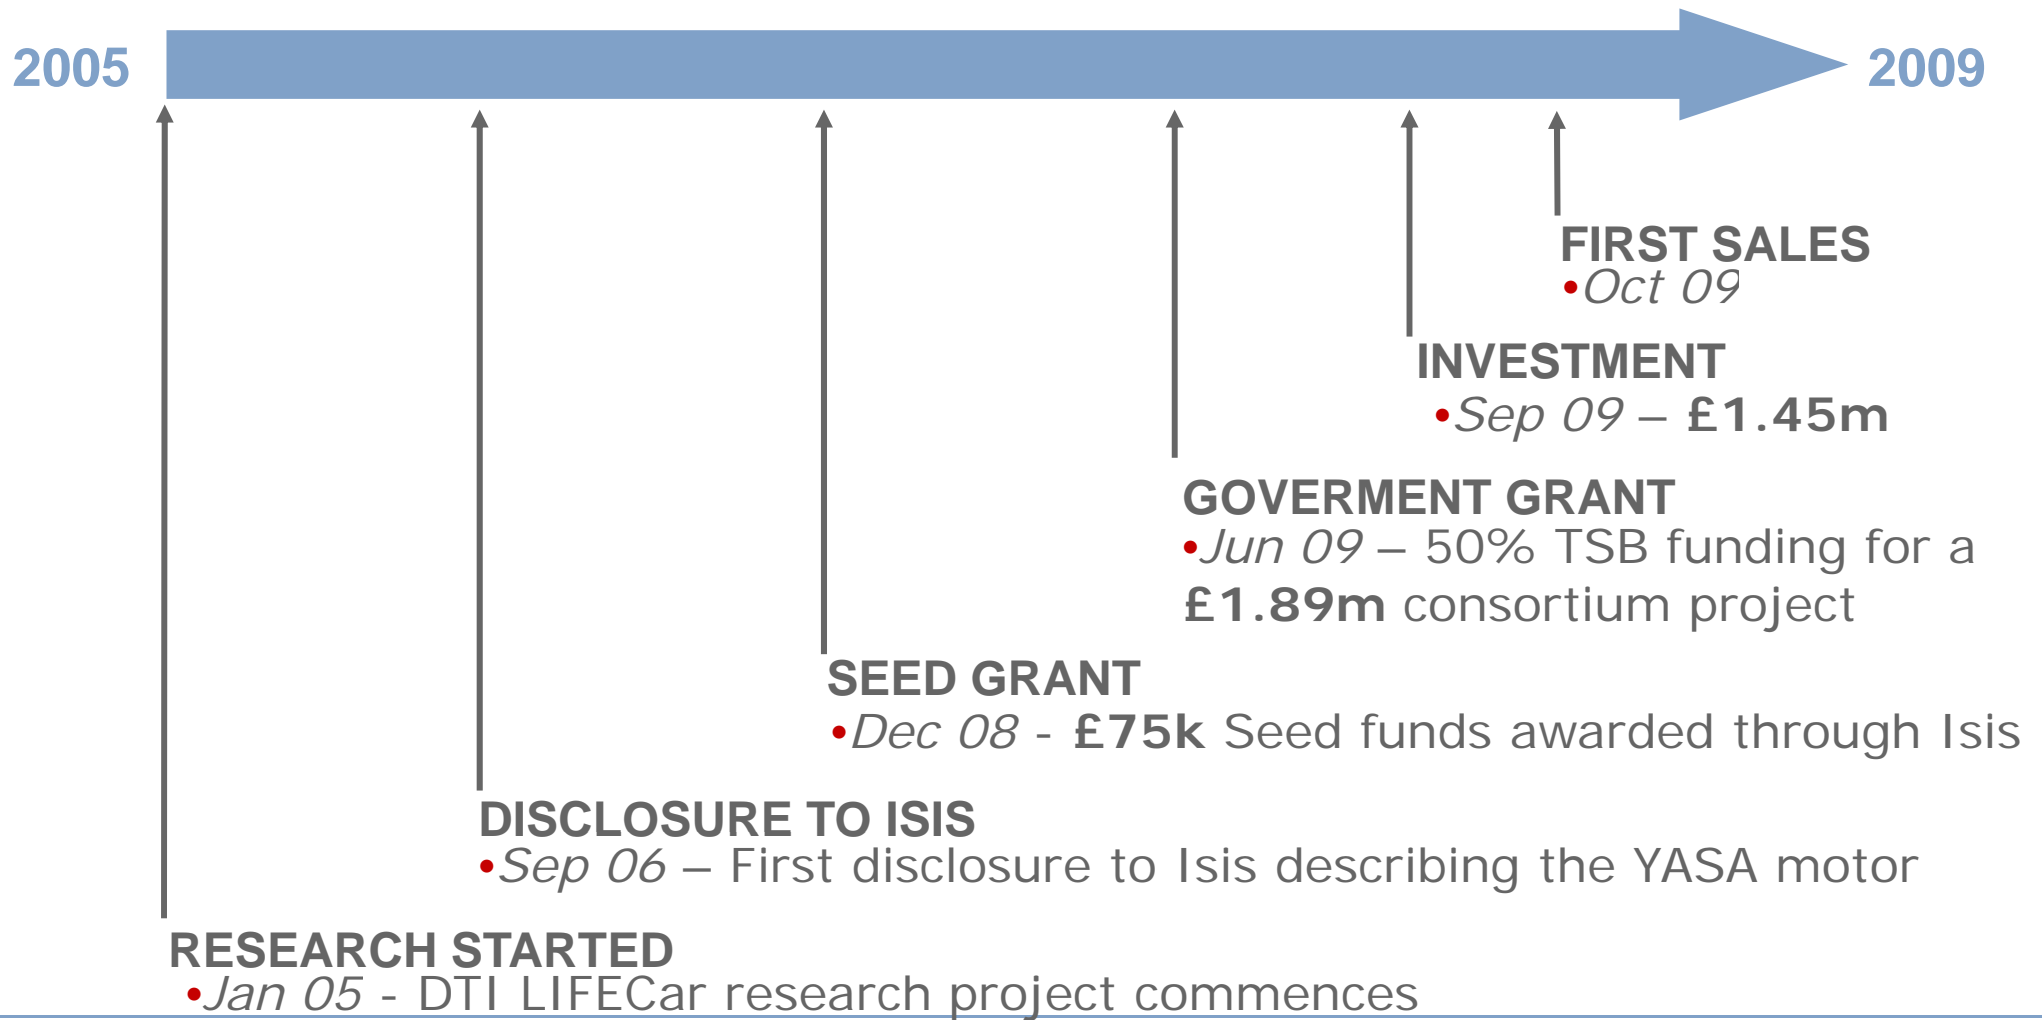 2005
2009
FIRST SALES
•Oct 09
INVESTMENT
•Sep 09 – £1.45m
GOVERMENT GRANT
•Jun 09 – 50% TSB funding for a
£1.89m consortium project
SEED GRANT
•Dec 08 - £75k Seed funds awarded through Isis
DISCLOSURE TO ISIS
•Sep 06 – First disclosure to Isis describing the YASA motor
RESEARCH STARTED
•Jan 05 - DTI LIFECar research project commences